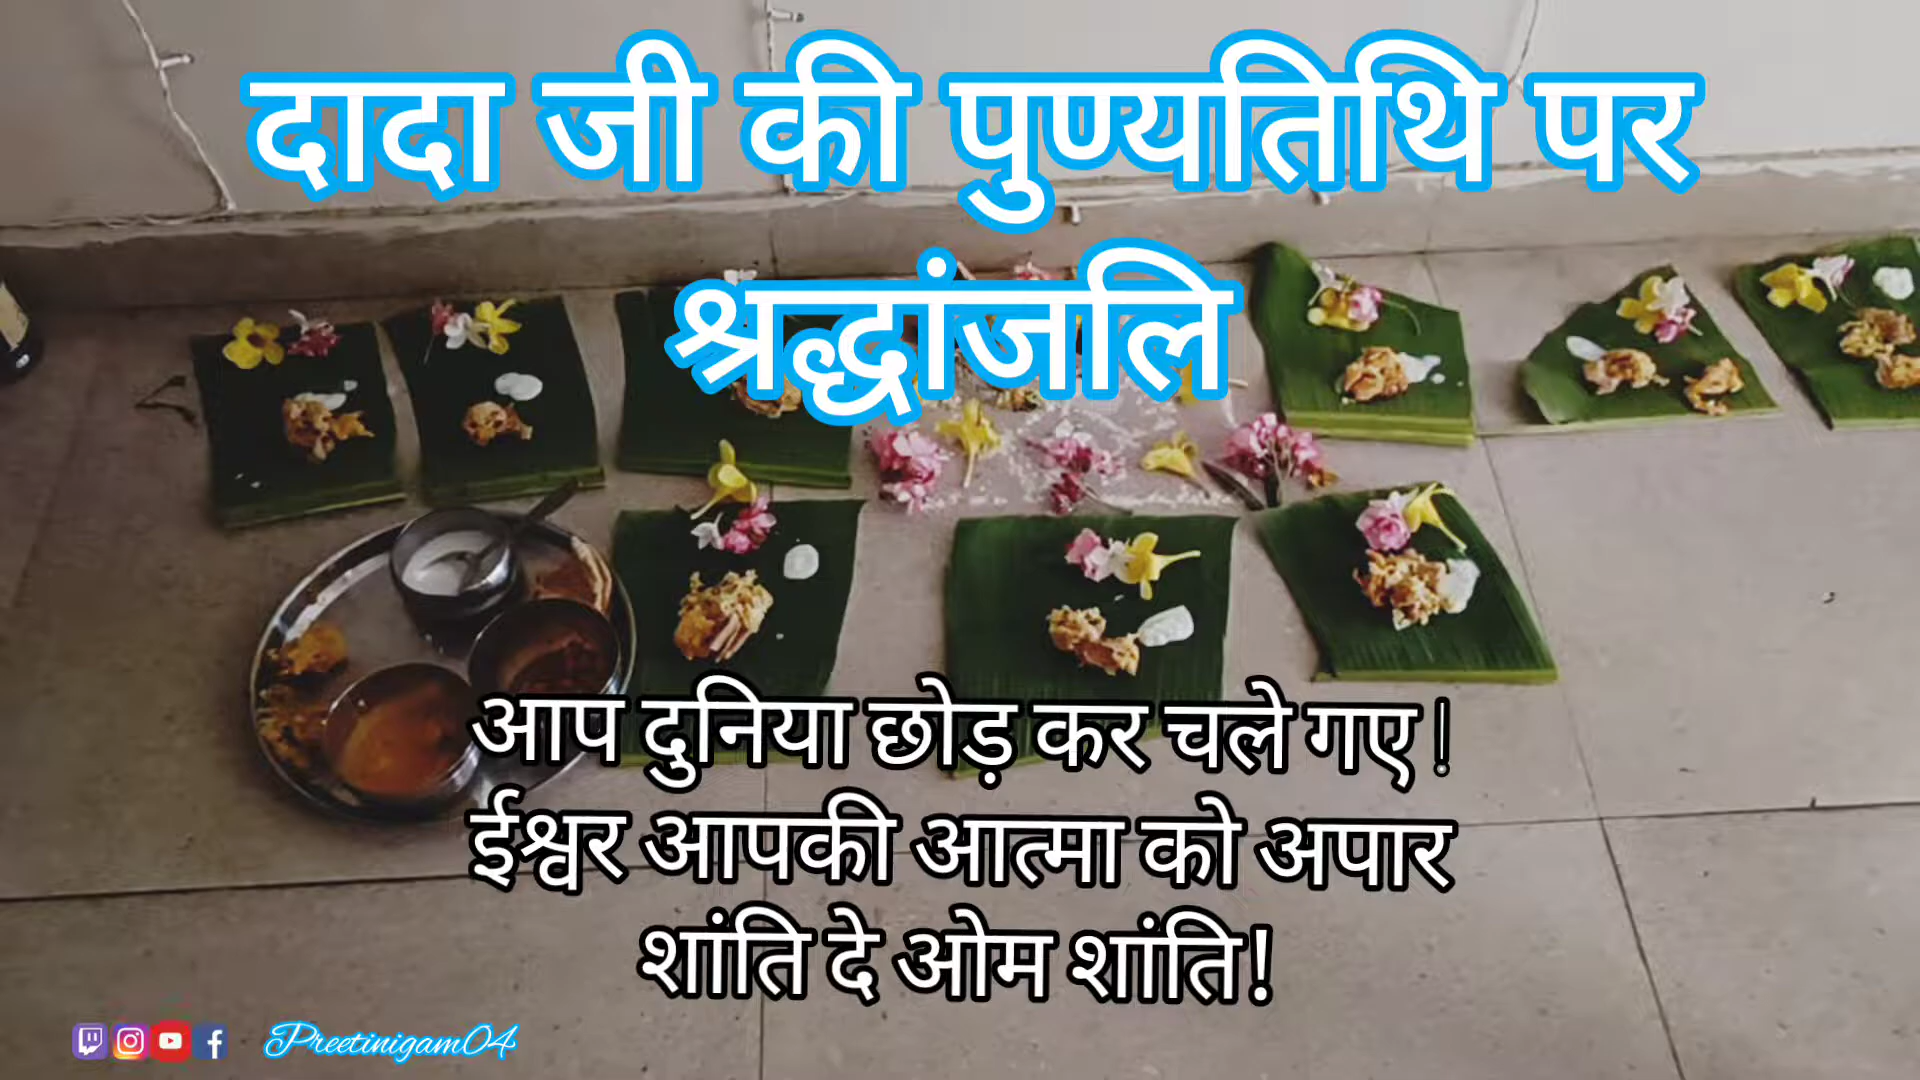 दादा जी की पुण्यतिथि पर
श्रद्धांजलि
आप दुनिया छोड़ कर चले गए!
ईश्वर आपकी आत्मा को अपार
शांति दे ओम शांति!
Preetinigam04